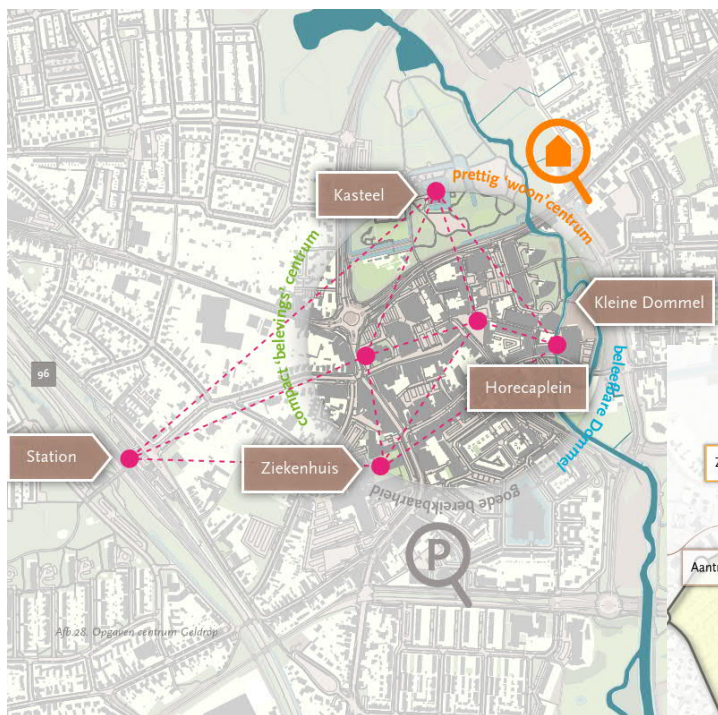 prettig 'woon'centrum
Kasteel
compact 'belevings' centrum
Kleine Dommel
beleefbare Dommel
96
Horecaplein
Station
Ziekenhuis
goede bereikbaarheid
P
Afb.28. Opgaven centrum Geldrop